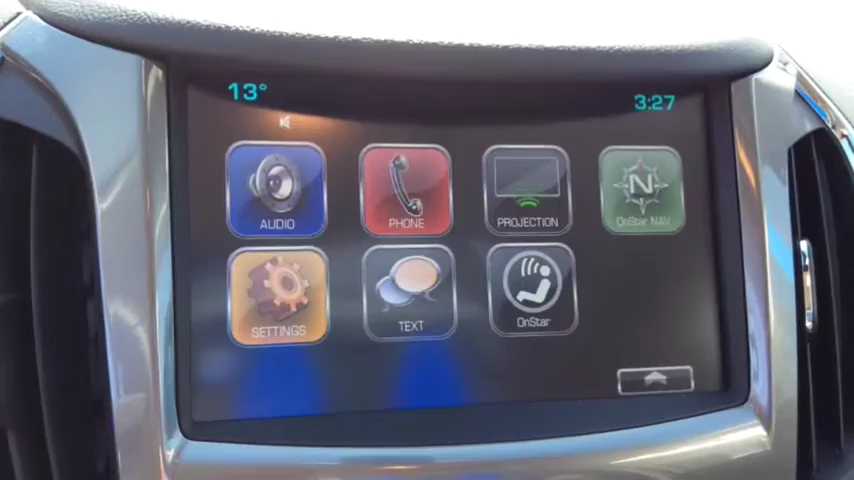 13°
3:27
AUDIO
PHONE
PROJECTION
N
OnStar NAV
SETTINGS
TEXT
OnStar